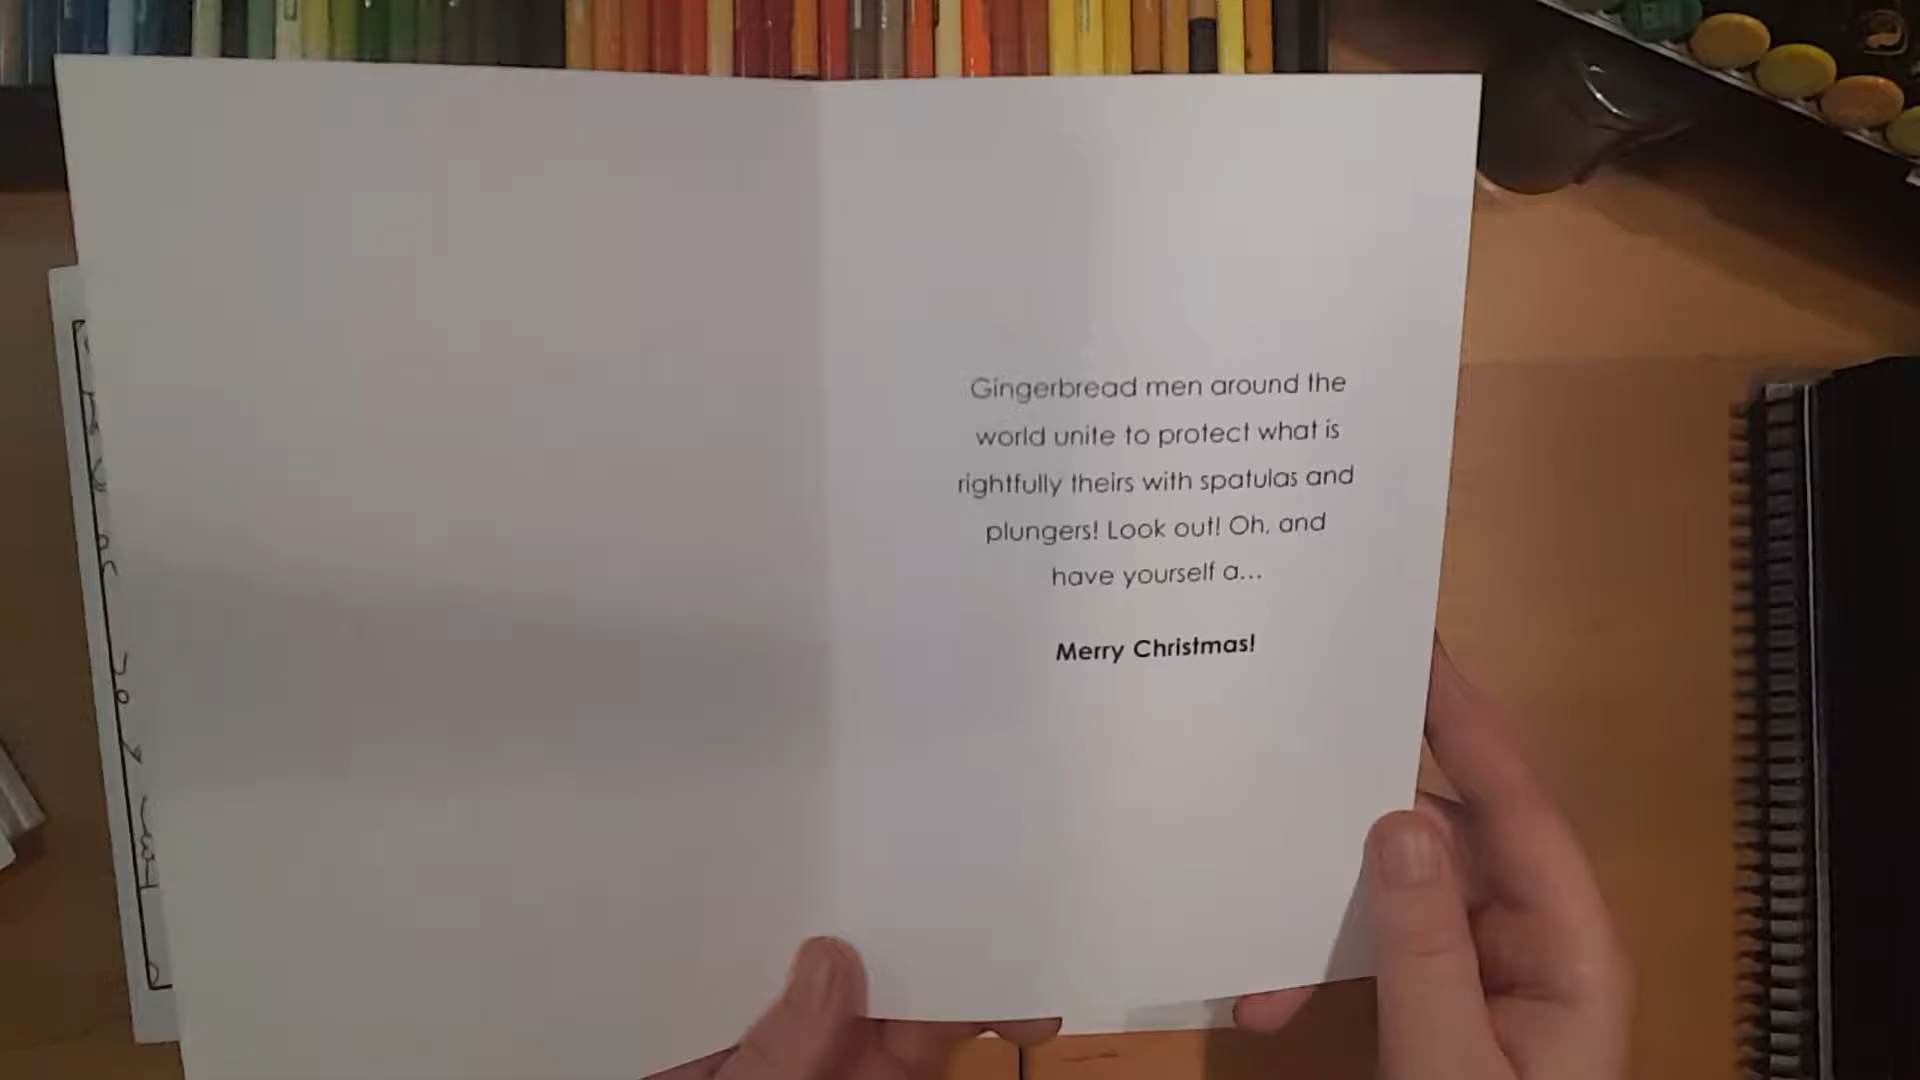 Gingerbread men around the
world unite to protect what is
rightfully theirs with spatulas and
plungers! Look out! Oh, and
have yourself a...
Merry Christmas!